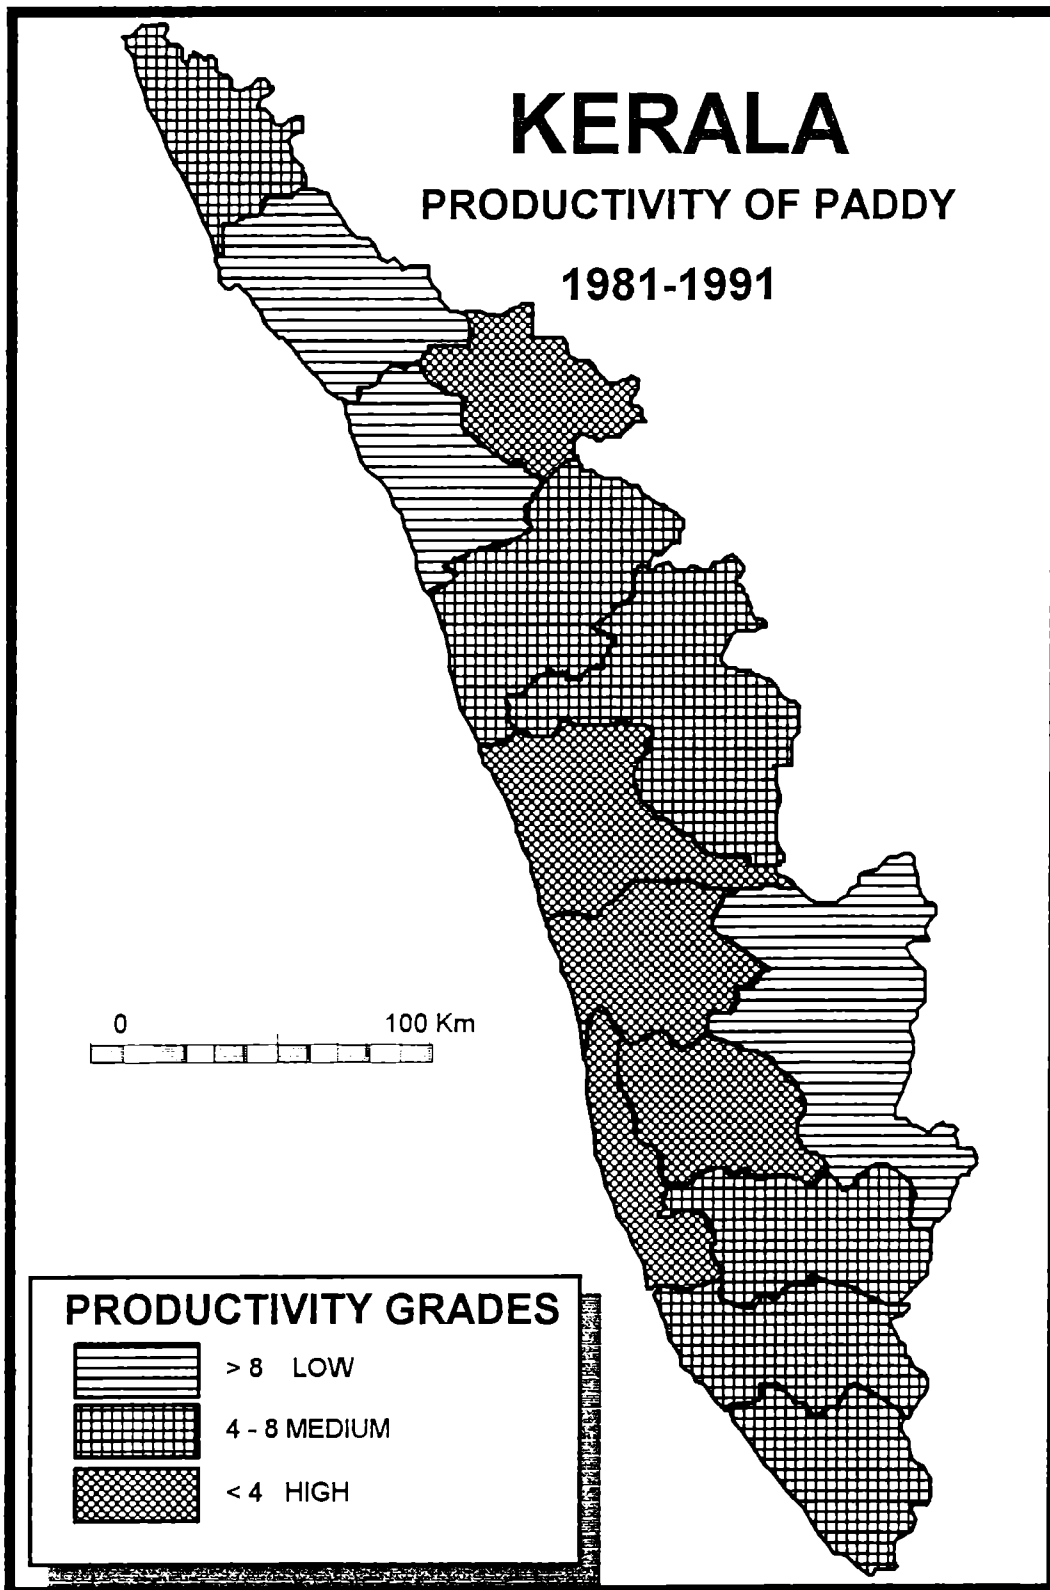 KERALA
PRODUCTIVITY OF PADDY
1981-1991
0 100 Km
PRODUCTIVITY GRADES
> 8 LOW
4 - 8 MEDIUM
< 4 HIGH